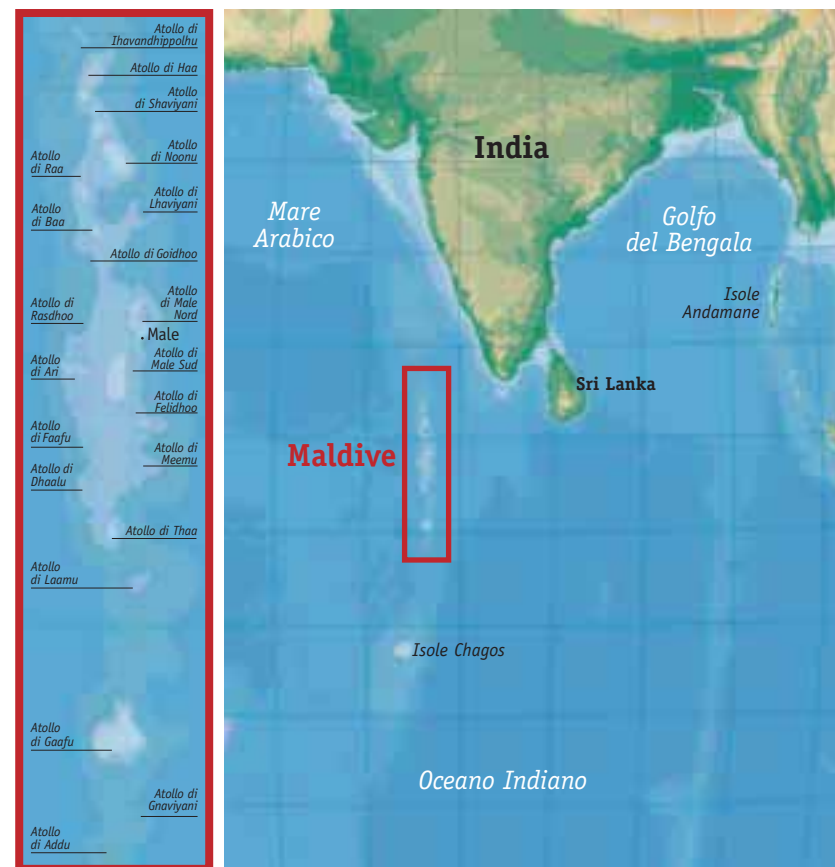 Atollo di
Ihavandhippolhu
Atollo di Haa
Atollo
di Shaviyani
Atollo
di Noonu
Atollo
di Raa
Atollo di
Lhaviyani
Atollo
di Baa
Atollo di Goidhoo
Atollo
di Male
Nord
Atollo di
Rasdhoo
.Male
Atollo di
Male Sud
Atollo
di Ari
Atollo di
Felidhoo
Atollo
di Faafu
Atollo di
Meemu
Atollo di
Dhaalu
Atollo di Thaa
Atollo
di Laamu
Atollo
di Gaafu
Atollo di
Gnaviyani
Atollo
di Addu
India
Mare
Arabico
Golfo
del Bengala
Isole
Andamane
Sri Lanka
Maldive
Isole Chagos
Oceano Indiano